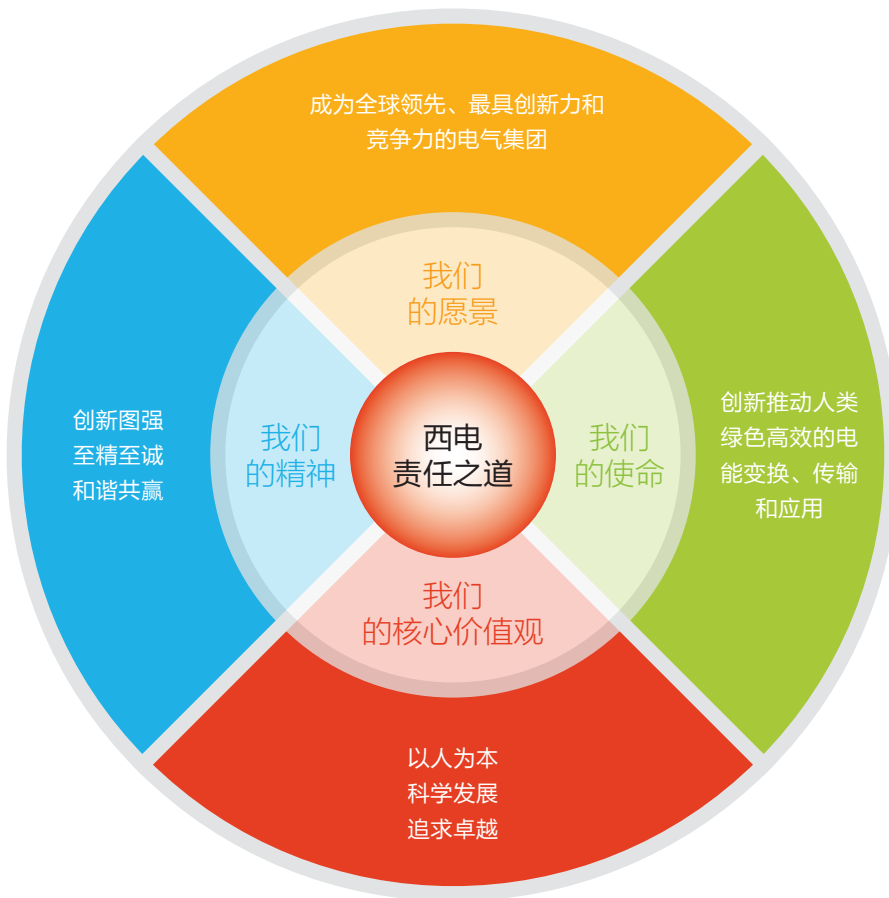 成为全球领先、最具创新力和
竞争力的电气集团
我们
的愿景
创新图强
至精至诚
和谐共赢
我们
的精神
西电
责任之道
我们
的使命
创新推动人类
绿色高效的电
能变换、传输
和应用
我们
的核心价值观
以人为本
科学发展
追求卓越